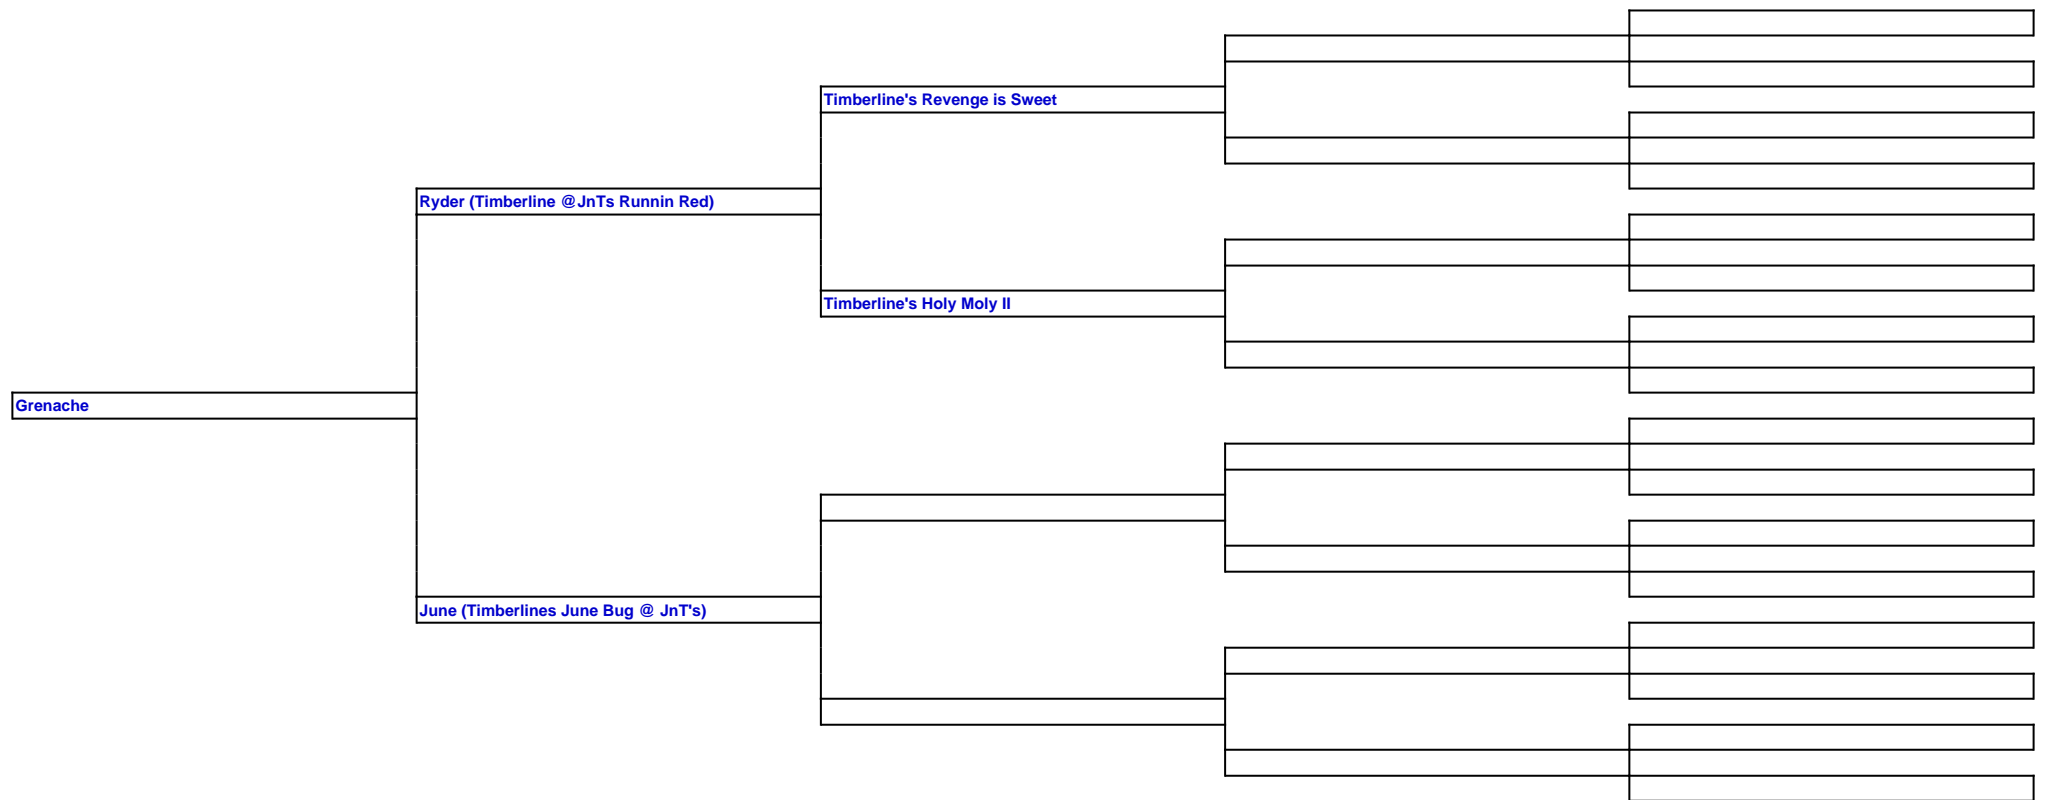 Timberline's Revenge is Sweet
Ryder (Timberline @JnTs Runnin Red)
Timberline's Holy Moly II
Grenache
June (Timberlines June Bug @ JnT's)